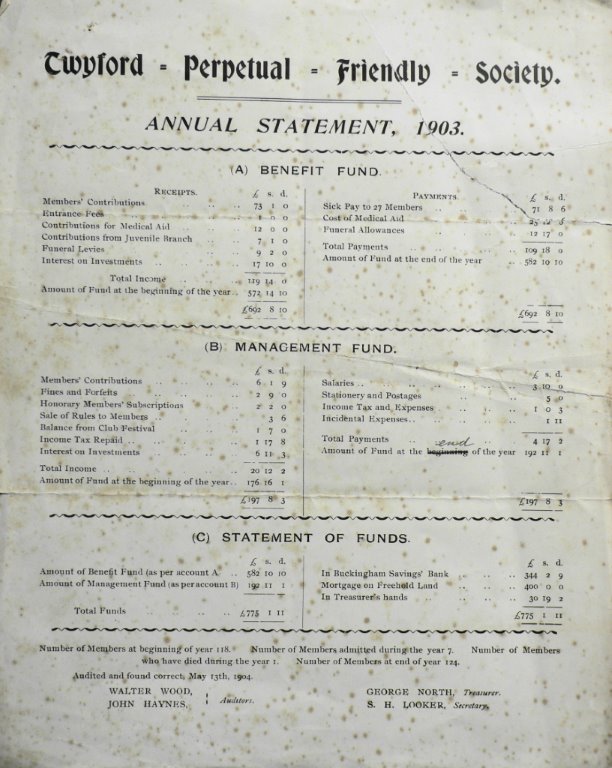 Twyford = Perpetual = Friendly = Society.
ANNUAL STATEMENT, 1903.
(A) BENEFIT FUND.
RECEIPTS. £ s. d.
Members' Contributions .. .. .. 73 1 0
Entrance Fees .. .. .. 1 0 0
Contributions for Medical Aid .. .. 12 0 0
Contributions from Juvenile Branch .. 7 1 0
Funeral Levies .. .. .. 9 2 0
Interest on Investments .. .. 17 10 0
Total Income .. .. 119 14 0
Amount of Fund at the beginning of the year.. 572 14 10
£692 8 10
PAYMENTS. £ s. d.
Sick Pay to 27 Members .. .. .. 71 8 6
Cost of Medical Aid .. .. .. 25 12 6
Funeral Allowances .. .. .. 12 17 0
Total Payments .. .. .. 109 18 0
Amount of Fund at the end of the year .. 582 10 10
£692 8 10
(B) MANAGEMENT FUND.
£ s. d.
Members' Contributions .. .. .. 6 1 9
Fines and Forfeits .. .. .. 2 9 0
Honorary Members' Subscriptions .. .. 2 2 0
Sale of Rules to Members .. .. 3 6
Balance from Club Festival .. .. 1 7 0
Income Tax Repaid .. .. .. 1 17 8
Interest on Investments .. .. 6 11 3
Total Income .. .. .. 20 12 2
Amount of Fund at the beginning of the year.. 176 16 1
£197 8 3
£ s. d.
Salaries .. .. .. .. 3 10 0
Stationery and Postages .. .. 5 0
Income Tax and Expenses .. .. 1 0 3
Incidental Expenses.. .. .. 1 11
Total Payments .. .. .. 4 17 2
end
Amount of Fund at the beginning of the year 192 11 1
£197 8 3
(C) STATEMENT OF FUNDS.
£ s. d.
Amount of Benefit Fund (as per account A. .. 582 10 10
Amount of Management Fund (as per account B) 192 11 1
Total Funds .. .. .. £775 1 11
£ s. d.
In Buckingham Savings' Bank .. .. .. 344 2 9
Mortgage on Freehold Land .. .. .. 400 0 0
In Treasurer's hands .. .. .. 30 19 2
£775 1 11
Number of Members at beginning of year 118. Number of Members admitted during the year 7. Number of Members
who have died during the year 1. Number of Members at end of year 124.
Audited and found correct, May 13th, 1904.
WALTER WOOD,
JOHN HAYNES, Auditors.
GEORGE NORTH, Treasurer.
S. H. LOOKER, Secretary.